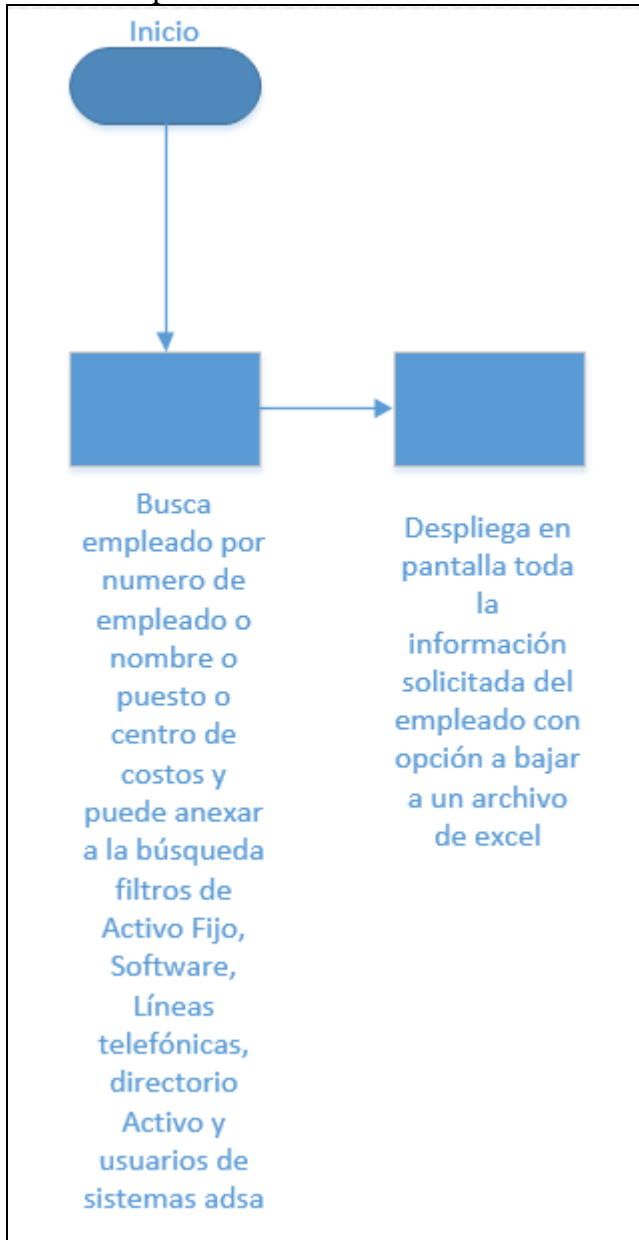 Inicio
Busca
empleado por
numero de
empleado o
nombre o
puesto o
centro de
costos y
puede anexar
a la búsqueda
filtros de
Activo Fijo,
Software,
Líneas
telefónicas,
directorio
Activo y
usuarios de
sistemas adsa
Despliega en
pantalla toda
la
información
solicitada del
empleado con
opción a bajar
a un archivo
de excel